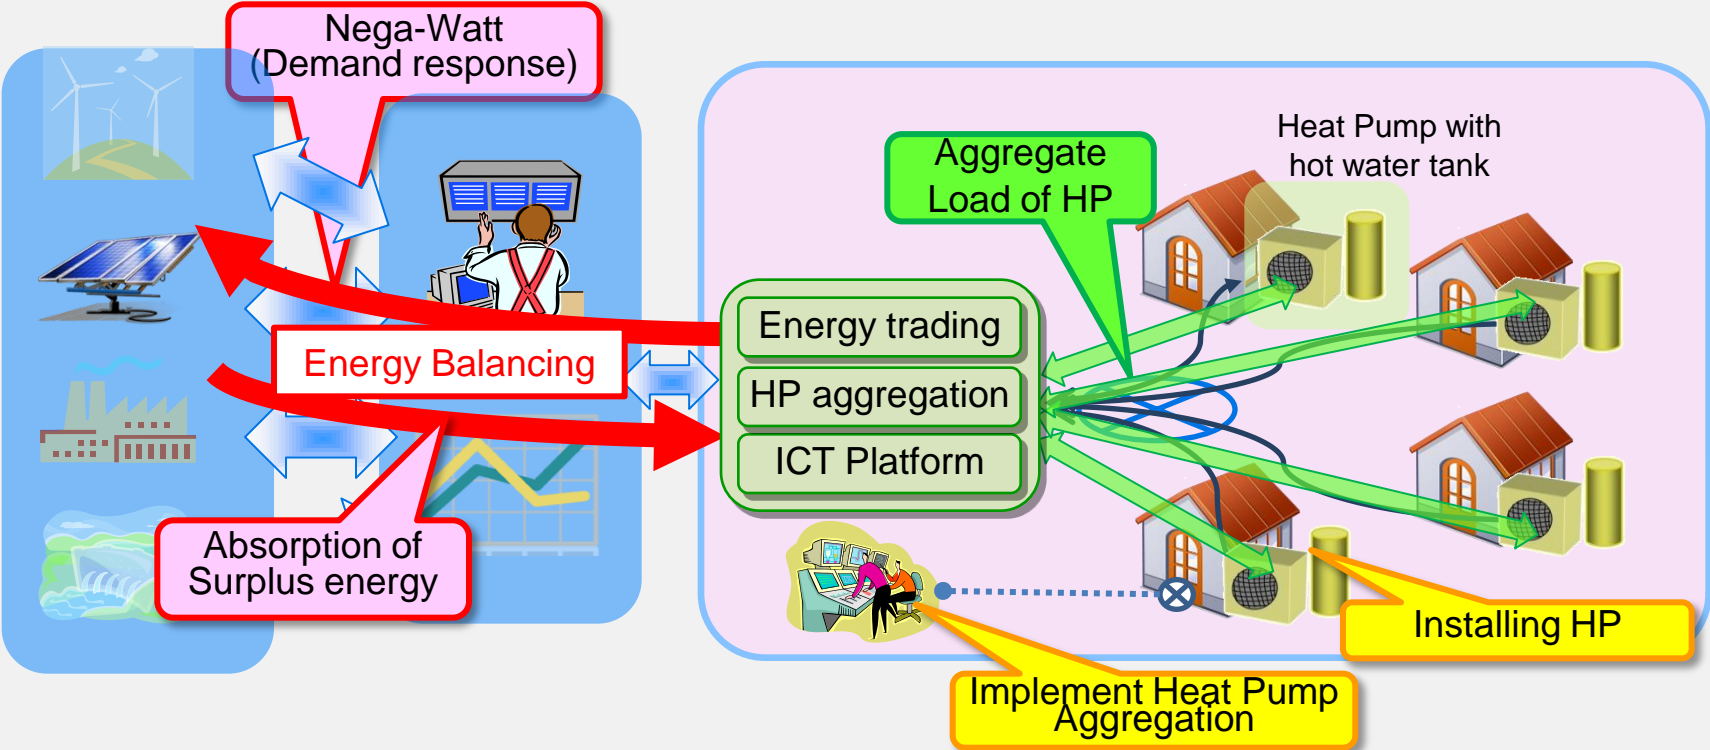 Nega-Watt
(Demand response)
Heat Pump with
hot water tank
Aggregate
Load of HP
Energy trading
Energy Balancing
HP aggregation
ICT Platform
Absorption of
Surplus energy
Installing HP
Implement Heat Pump
Aggregation